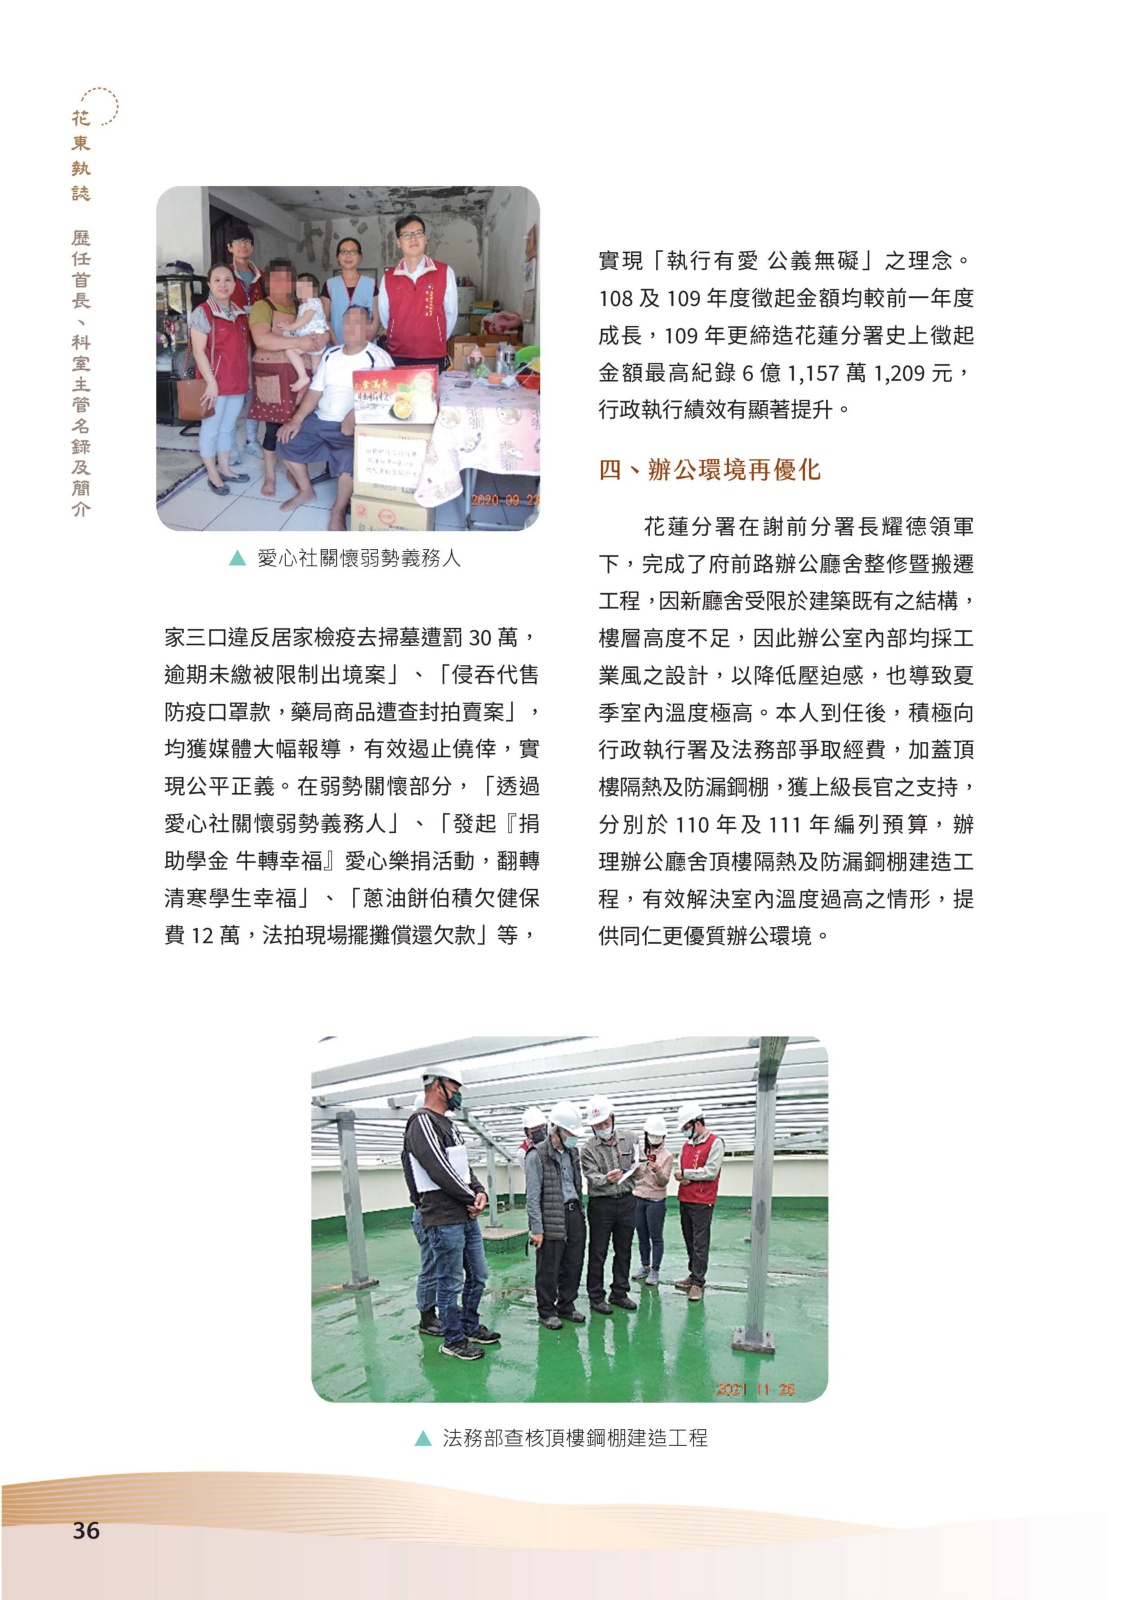 花東執誌 歷任首長、科室主管名錄及簡介
2020 09 23
▲ 愛心社關懷弱勢義務人
家三口違反居家檢疫去掃墓遭罰 30 萬，
逾期未繳被限制出境案」、「侵吞代售
防疫口罩款，藥局商品遭查封拍賣案」，
均獲媒體大幅報導，有效遏止僥倖，實
現公平正義。在弱勢關懷部分，「透過
愛心社關懷弱勢義務人」、「發起『捐
助學金 牛轉幸福』愛心樂捐活動，翻轉
清寒學生幸福」、「蔥油餅伯積欠健保
費 12 萬，法拍現場擺攤償還欠款」等，
實現「執行有愛 公義無礙」之理念。
108 及 109 年度徵起金額均較前一年度
成長，109 年更締造花蓮分署史上徵起
金額最高紀錄 6 億 1,157 萬 1,209 元，
行政執行績效有顯著提升。
四、辦公環境再優化
花蓮分署在謝前分署長耀德領軍
下，完成了府前路辦公廳舍整修暨搬遷
工程，因新廳舍受限於建築既有之結構，
樓層高度不足，因此辦公室內部均採工
業風之設計，以降低壓迫感，也導致夏
季室內溫度極高。本人到任後，積極向
行政執行署及法務部爭取經費，加蓋頂
樓隔熱及防漏鋼棚，獲上級長官之支持，
分別於 110 年及 111 年編列預算，辦
理辦公廳舍頂樓隔熱及防漏鋼棚建造工
程，有效解決室內溫度過高之情形，提
供同仁更優質辦公環境。
2021 11 26
▲ 法務部查核頂樓鋼棚建造工程
36